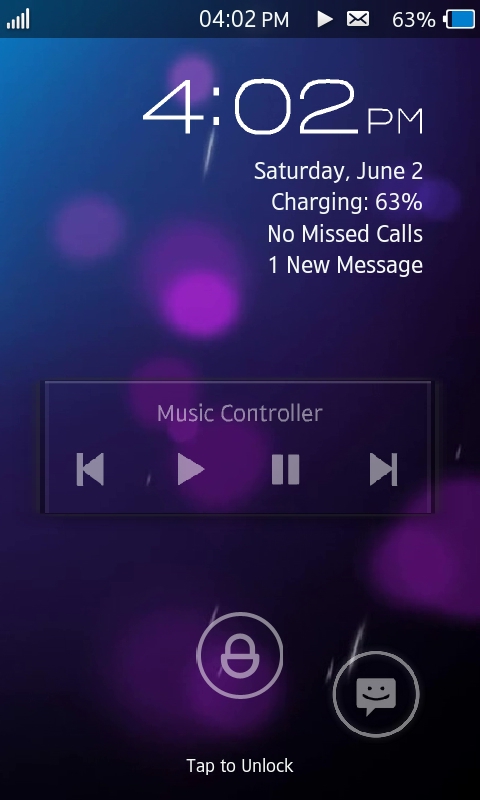 04:02 PM
63%
4:02 PM
Saturday, June 2
Charging: 63%
No Missed Calls
1 New Message
Music Controller
Tap to Unlock